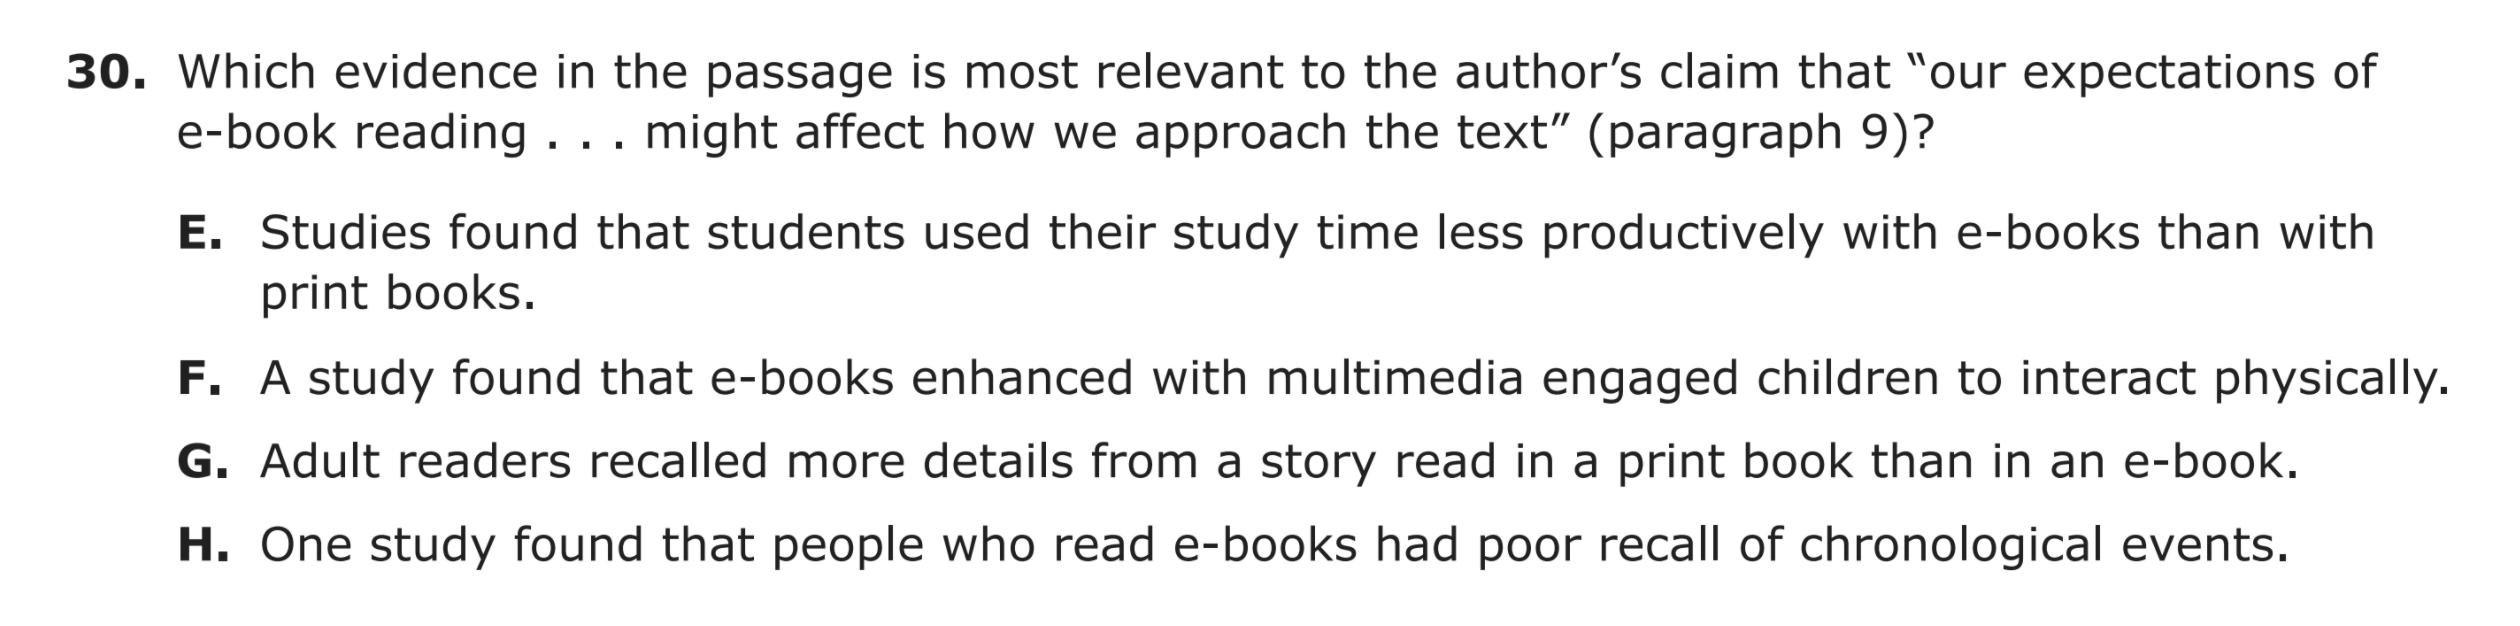 30. Which evidence in the passage is most relevant to the author’s claim that “our expectations of
e-book reading . . . might affect how we approach the text” (paragraph 9)?
E. Studies found that students used their study time less productively with e-books than with
print books.
F. A study found that e-books enhanced with multimedia engaged children to interact physically.
G. Adult readers recalled more details from a story read in a print book than in an e-book.
H. One study found that people who read e-books had poor recall of chronological events.